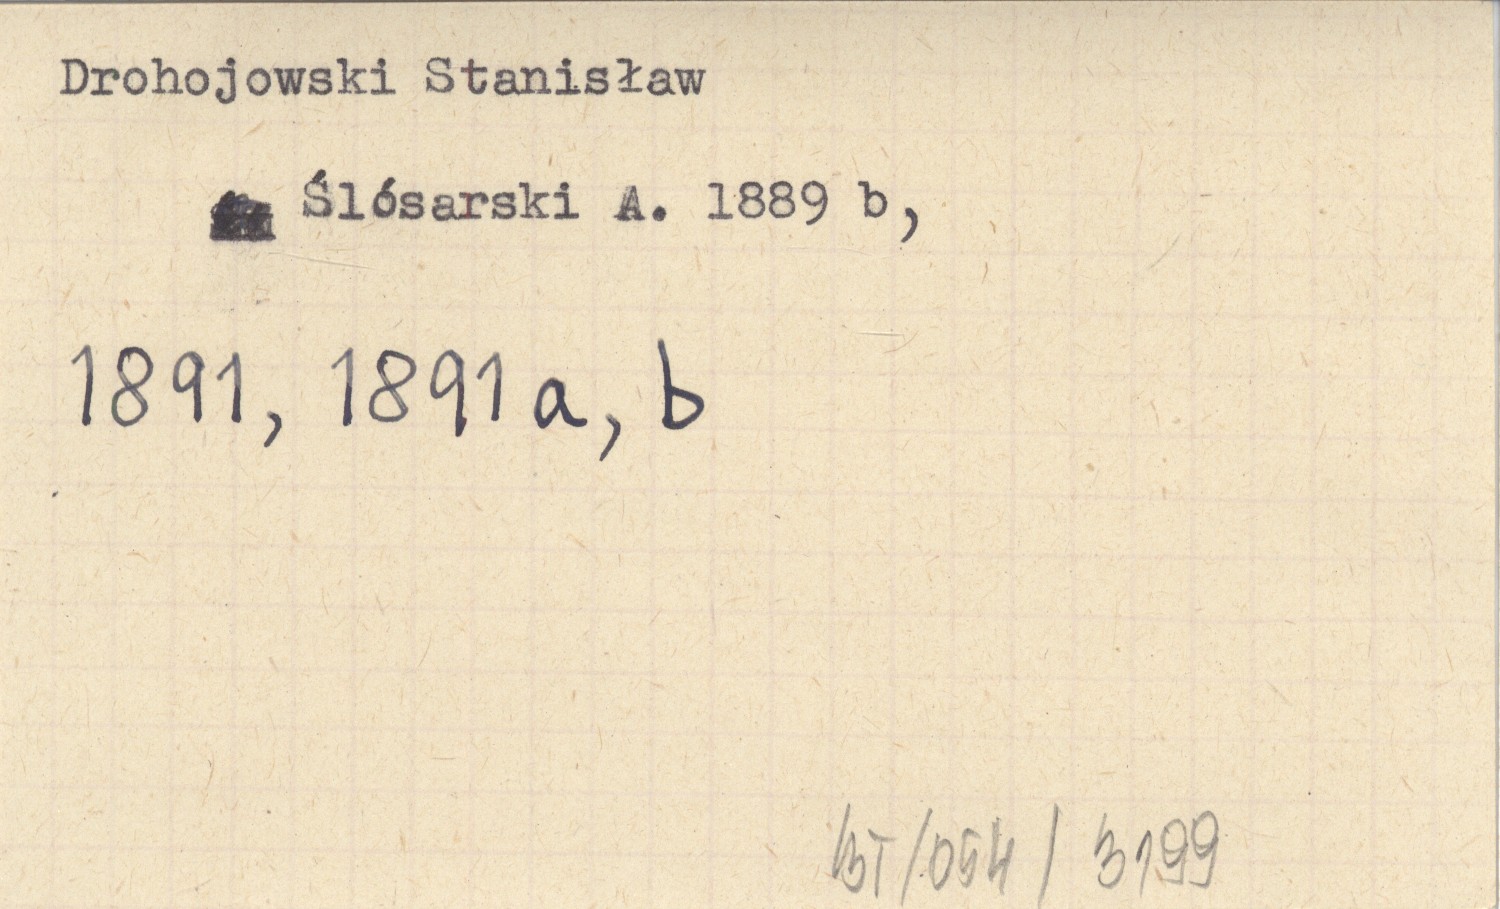 Drohojowski Stanisław
Ślósarski A. 1889 b,
1891, 1891 a, b
BT/054/3199